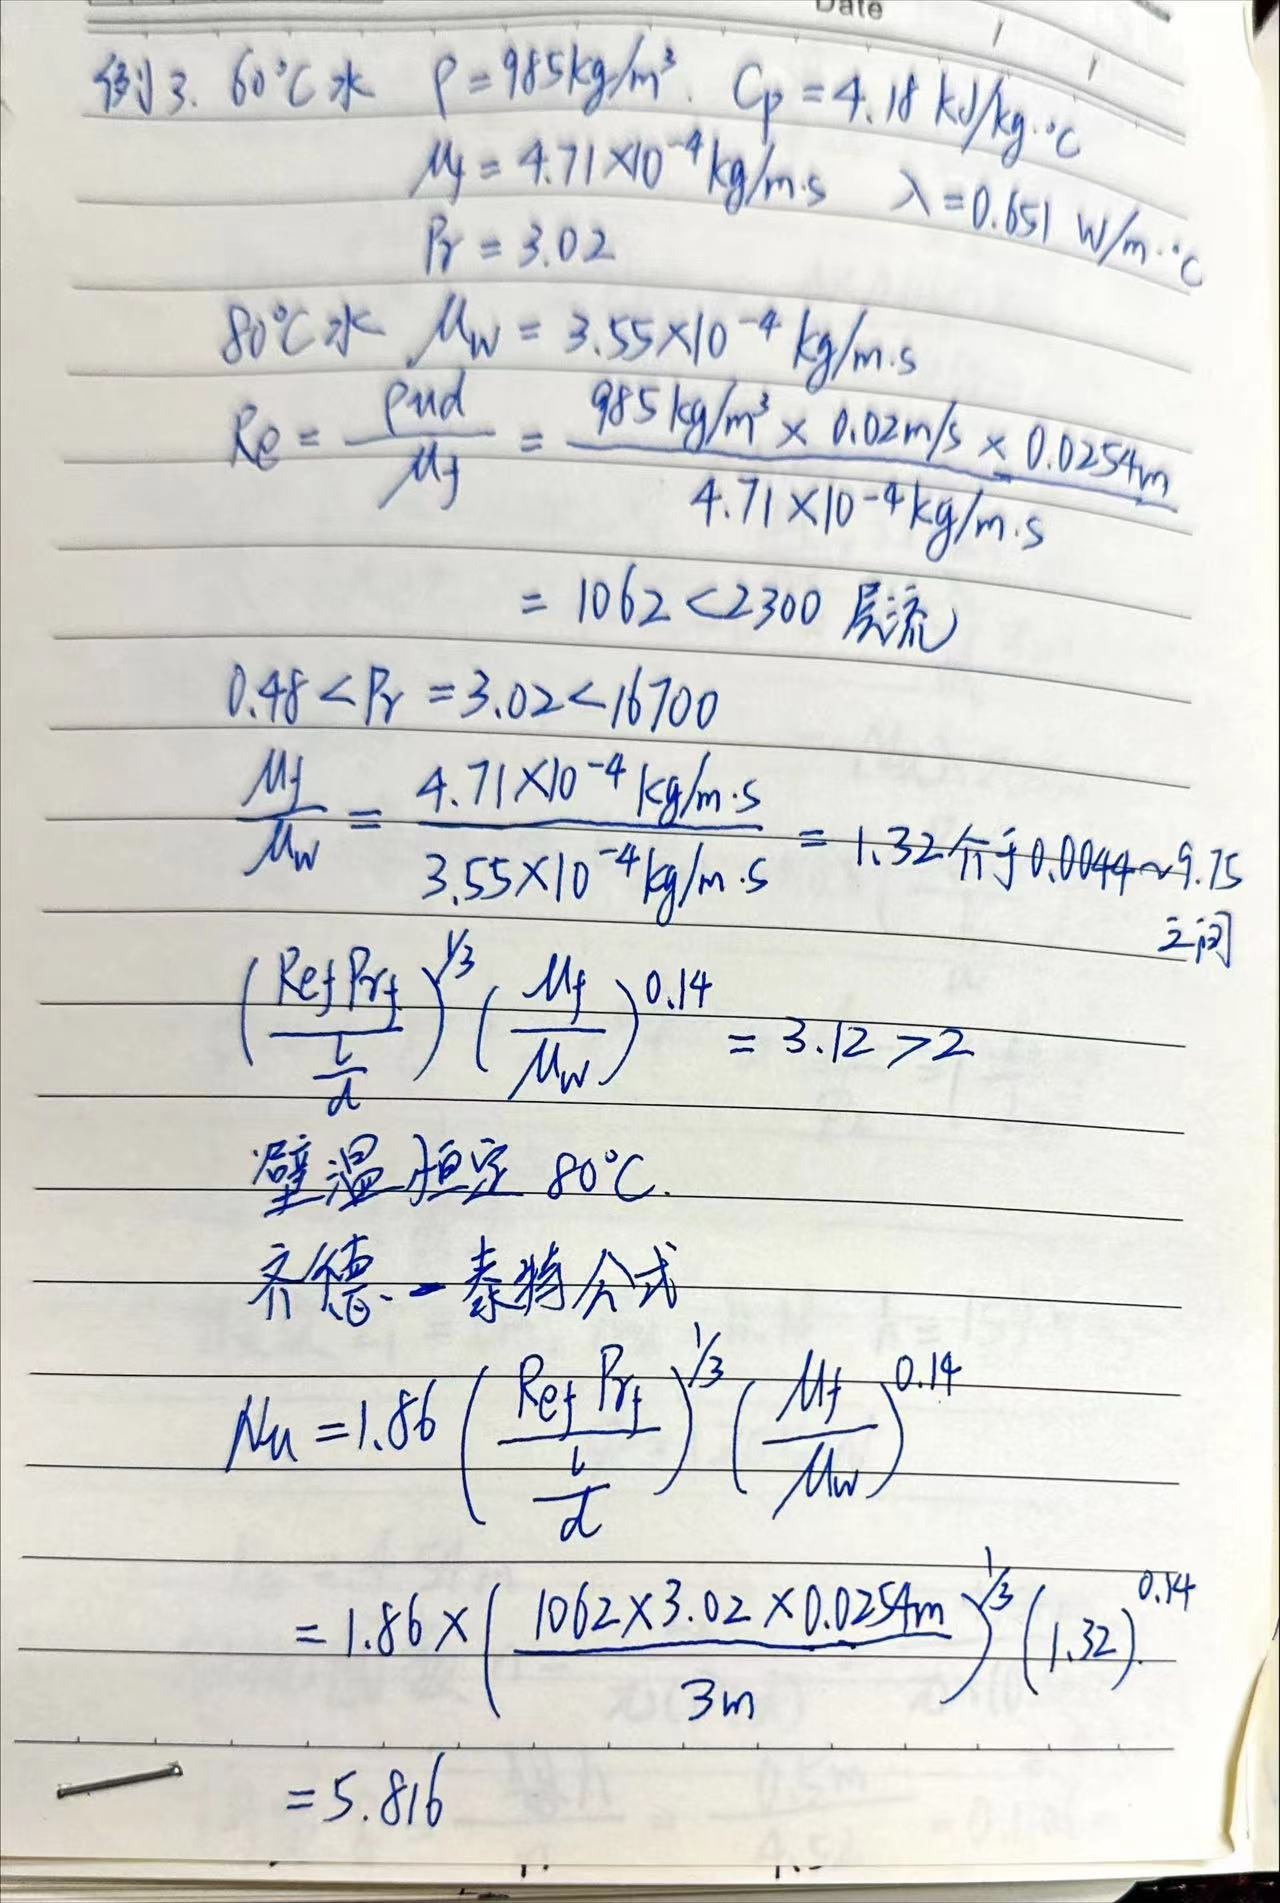 Date
例3. 60℃水 ρ=985kg/m³. Cp=4.18 kJ/kg·℃
μf=4.71×10⁻⁴kg/m·s λ=0.651 W/m·℃
Pr=3.02
80℃水 μw=3.55×10⁻⁴kg/m·s
Re=ρud/μf=985kg/m³×0.02m/s×0.0254m/4.71×10⁻⁴kg/m·s
=1062<2300 层流
0.48<Pr=3.02<16700
μf/μw=4.71×10⁻⁴kg/m·s/3.55×10⁻⁴kg/m·s=1.32介于0.0044~9.75
之间
(Ref Prf/(l/d))^1/3 (μf/μw)^0.14=3.12>2
壁温恒定 80℃.
齐德-泰特公式
Nu=1.86(Ref Prf/(l/d))^1/3 (μf/μw)^0.14
=1.86×(1062×3.02×0.0254m/3m)^1/3 (1.32)^0.14
=5.816